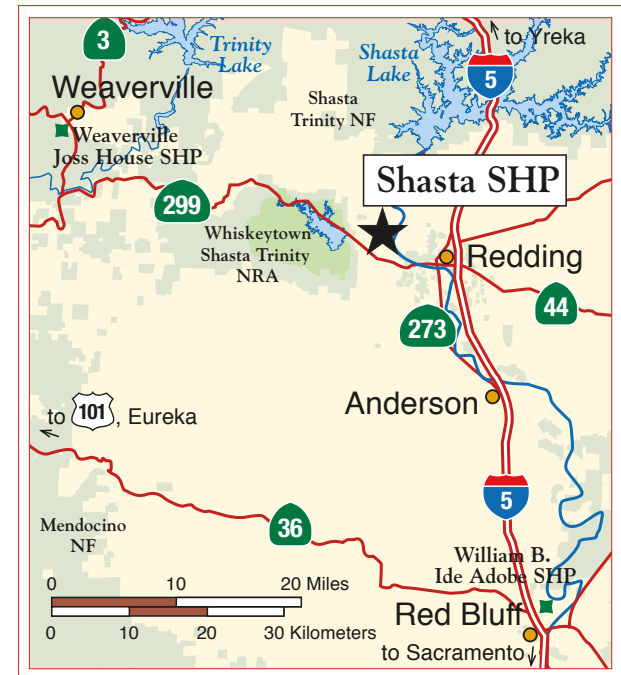 3
to Yreka
Trinity
Lake
Shasta
Lake
5
Weaverville
Shasta
Trinity NF
Weaverville
Joss House SHP
Shasta SHP
299
Whiskeytown
Shasta Trinity
NRA
Redding
44
273
Anderson
to 101, Eureka
5
36
Mendocino
NF
William B.
Ide Adobe SHP
0 10 20 Miles
0 10 20 30 Kilometers
Red Bluff
to Sacramento